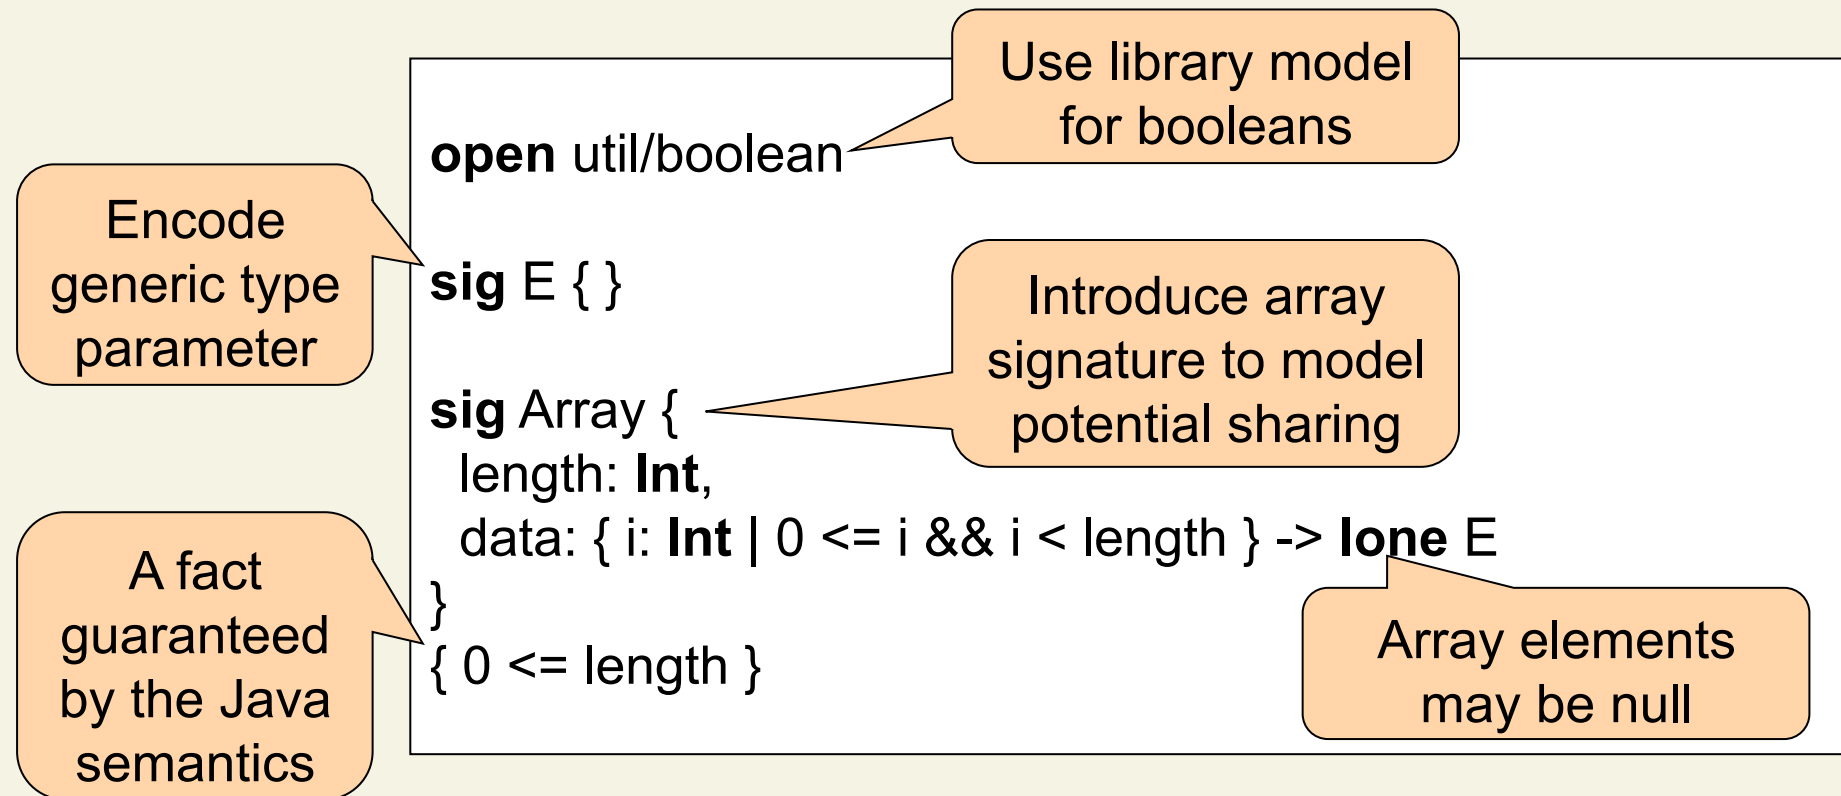 Use library model
for booleans
open util/boolean
Encode
generic type
parameter
sig E { }
Introduce array
signature to model
potential sharing
sig Array {
length: Int,
data: { i: Int | 0 <= i && i < length } -> lone E
}
{ 0 <= length }
A fact
guaranteed
by the Java
semantics
Array elements
may be null